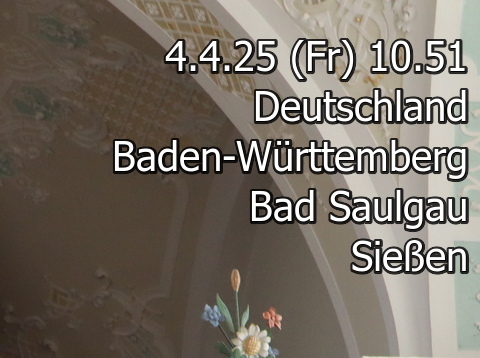 4.4.25 (Fr) 10.51
Deutschland
Baden-Württemberg
Bad Saulgau
Sießen